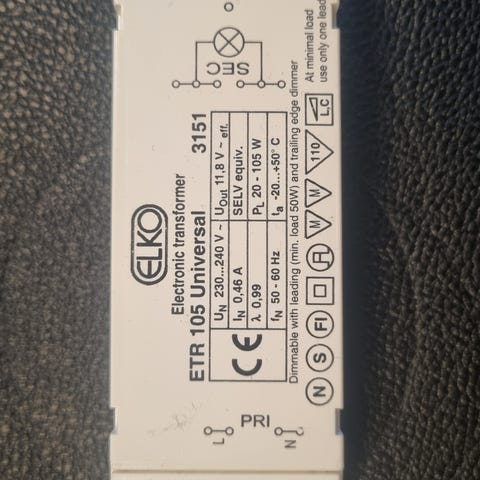 ELKO
Electronic transformer
ETR 105 Universal 3151
UN 230...240 V ~ UOut 11,8 V ~ eff.
IN 0,46 A SELV equiv.
λ 0,99 PL 20 - 105 W
fN 50 - 60 Hz ta -20...+50° C
CE
Dimmable with leading (min. load 50W) and trailing edge dimmer
N S FI M M 110 L,C
At minimal load
use only one lead
SEC
PRI
L
N